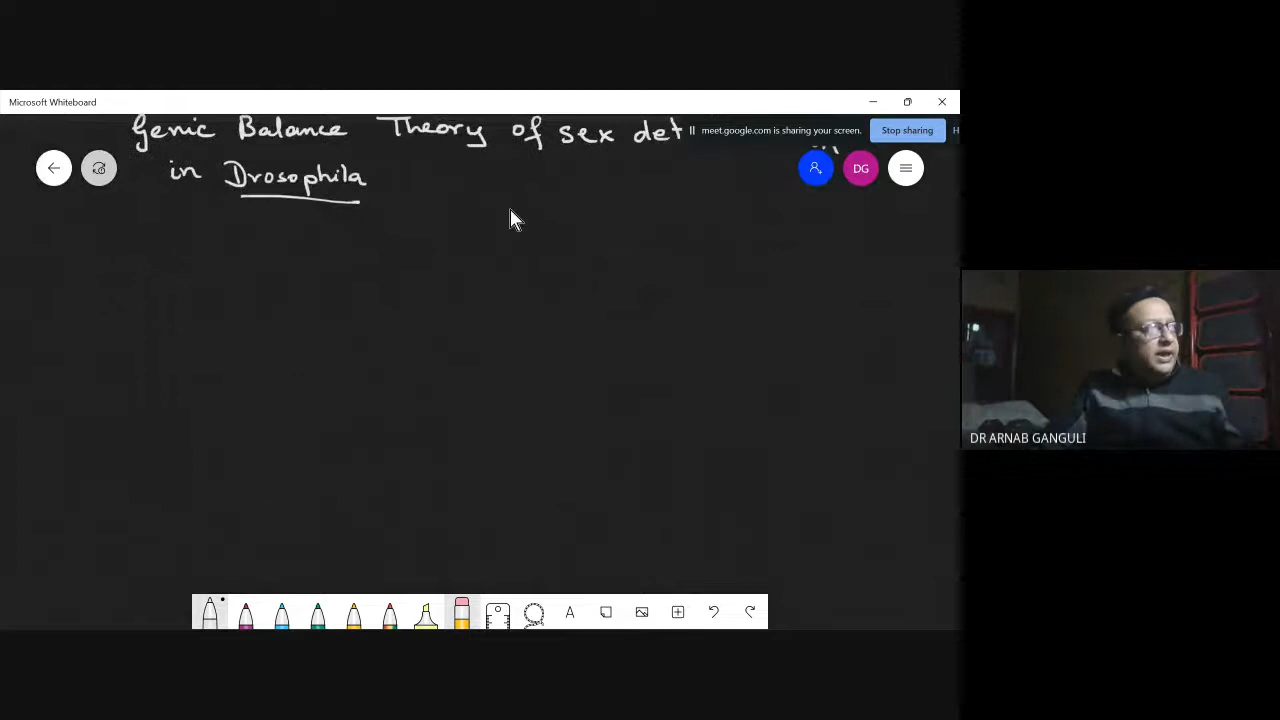 Microsoft Whiteboard
Genic Balance Theory of sex det
in Drosophila
meet.google.com is sharing your screen.
Stop sharing
H
DG
A
DR ARNAB GANGULI